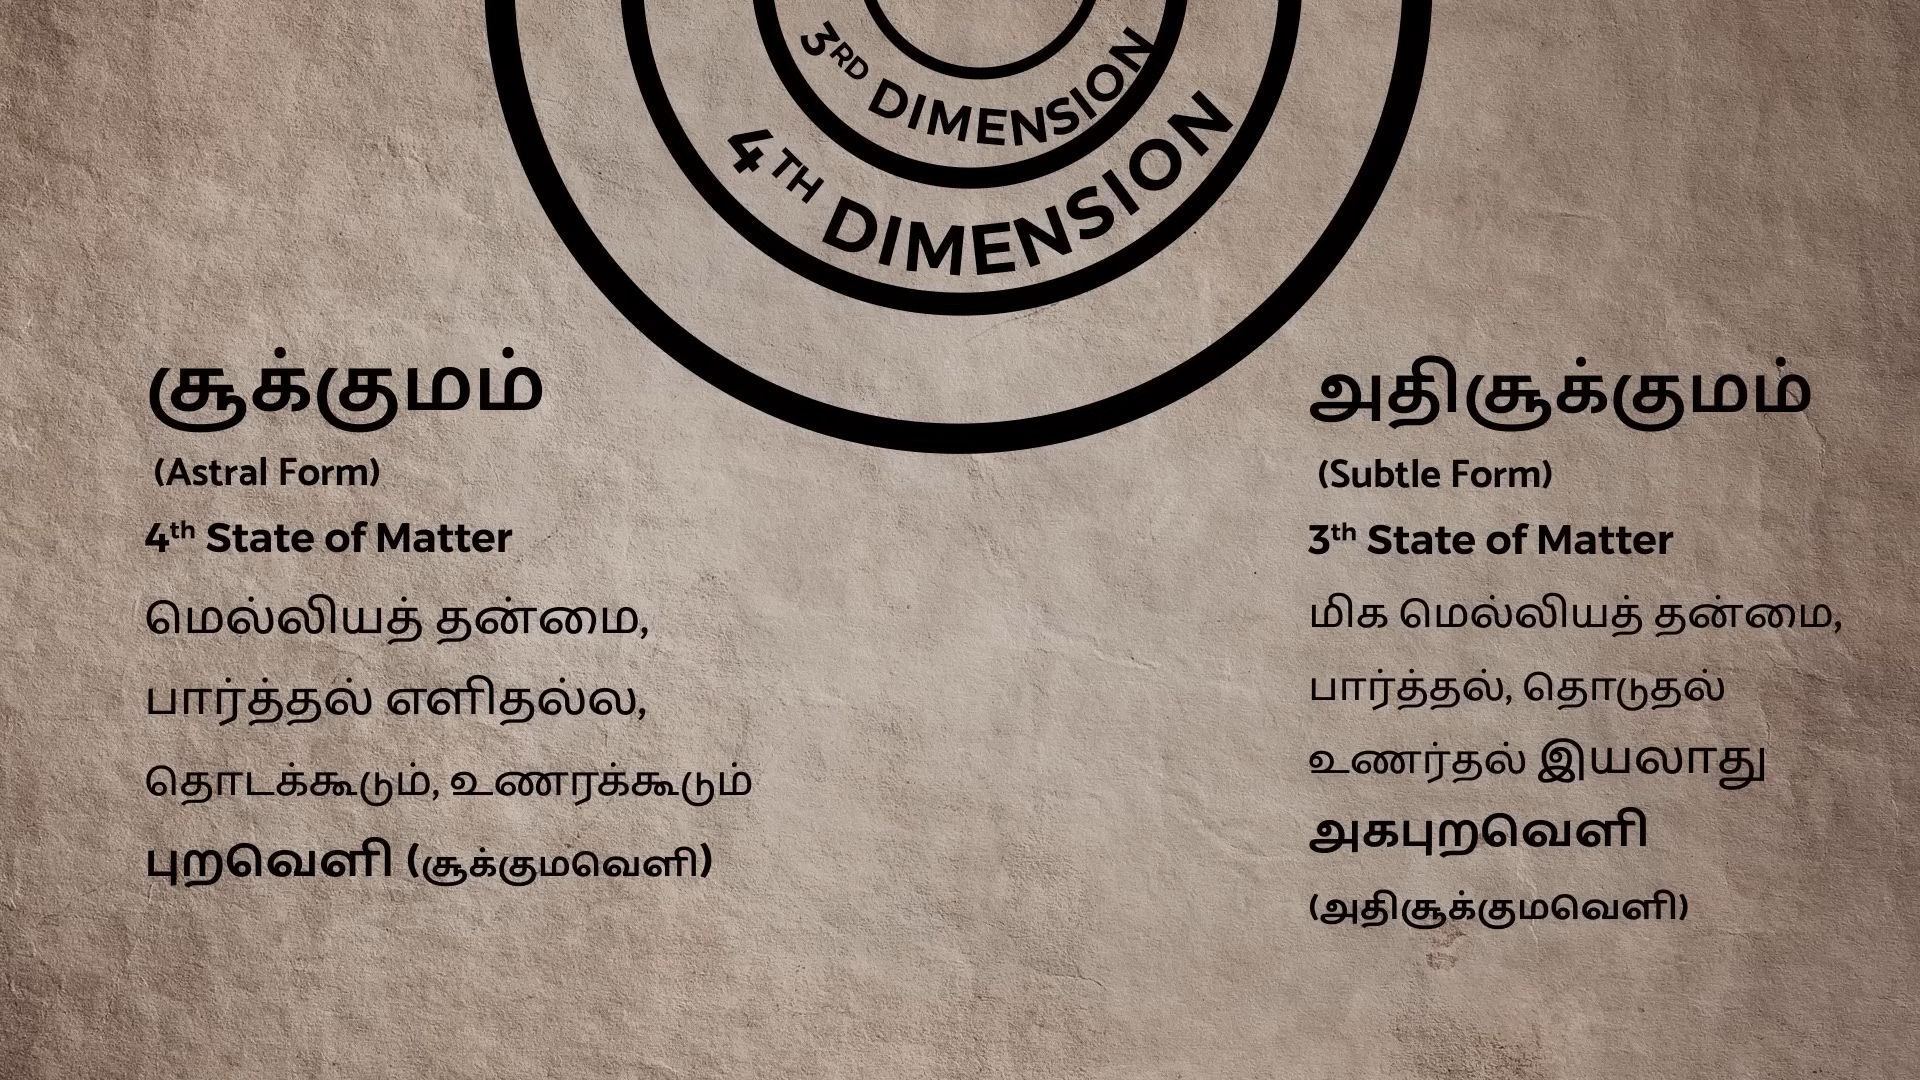 3RD DIMENSION
4TH DIMENSION
சூக்குமம்
(Astral Form)
4th State of Matter
மெல்லியத் தன்மை,
பார்த்தல் எளிதல்ல,
தொடக்கூடும், உணரக்கூடும்
புறவெளி (சூக்குமவெளி)
அதிசூக்குமம்
(Subtle Form)
3th State of Matter
மிக மெல்லியத் தன்மை,
பார்த்தல், தொடுதல்
உணர்தல் இயலாது
அகபுறவெளி
(அதிசூக்குமவெளி)